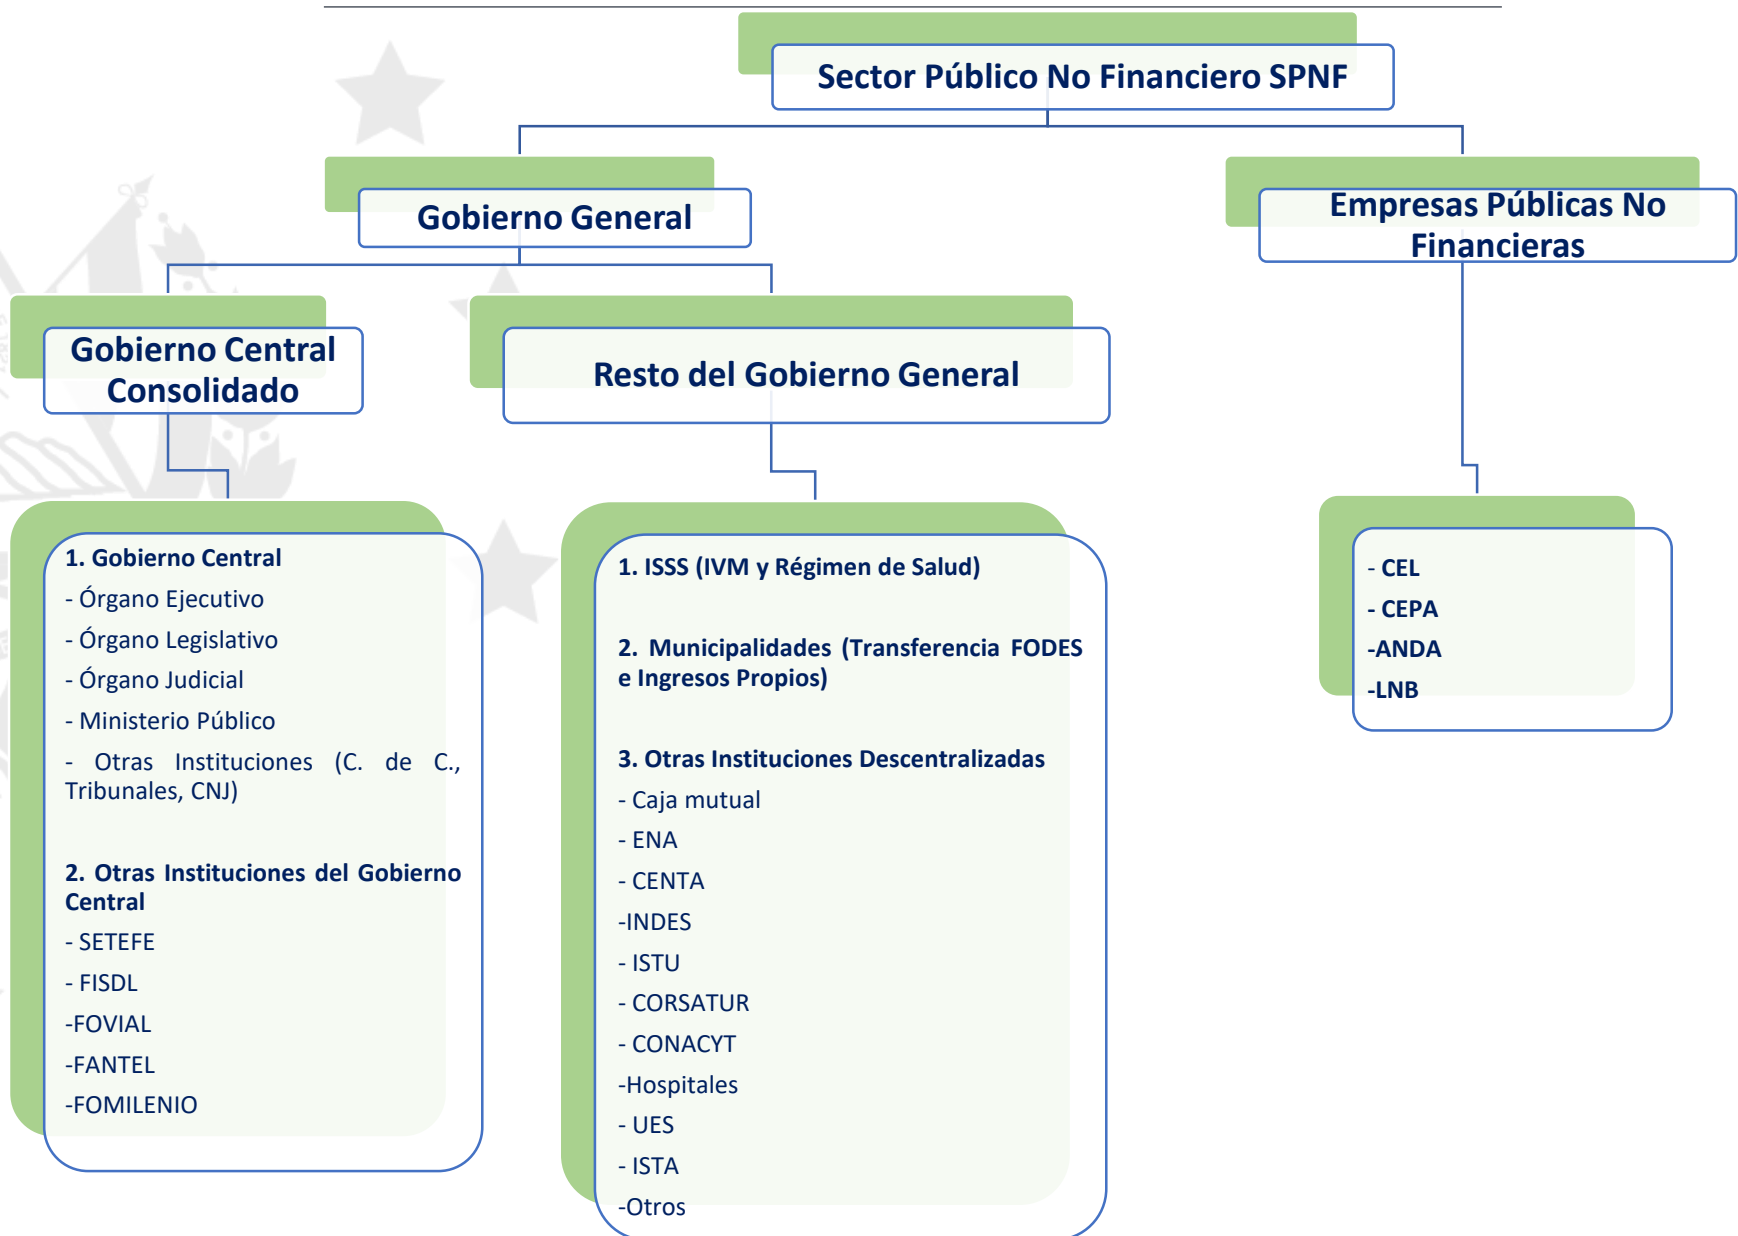 Sector Público No Financiero SPNF
Gobierno General
Empresas Públicas No
Financieras
Gobierno Central
Consolidado
Resto del Gobierno General
1. Gobierno Central
- Órgano Ejecutivo
- Órgano Legislativo
- Órgano Judicial
- Ministerio Público
- Otras Instituciones (C. de C.,
Tribunales, CNJ)
2. Otras Instituciones del Gobierno
Central
- SETEFE
- FISDL
-FOVIAL
-FANTEL
-FOMILENIO
1. ISSS (IVM y Régimen de Salud)
2. Municipalidades (Transferencia FODES
e Ingresos Propios)
3. Otras Instituciones Descentralizadas
- Caja mutual
- ENA
- CENTA
-INDES
- ISTU
- CORSATUR
- CONACYT
-Hospitales
- UES
- ISTA
-Otros
- CEL
- CEPA
-ANDA
-LNB